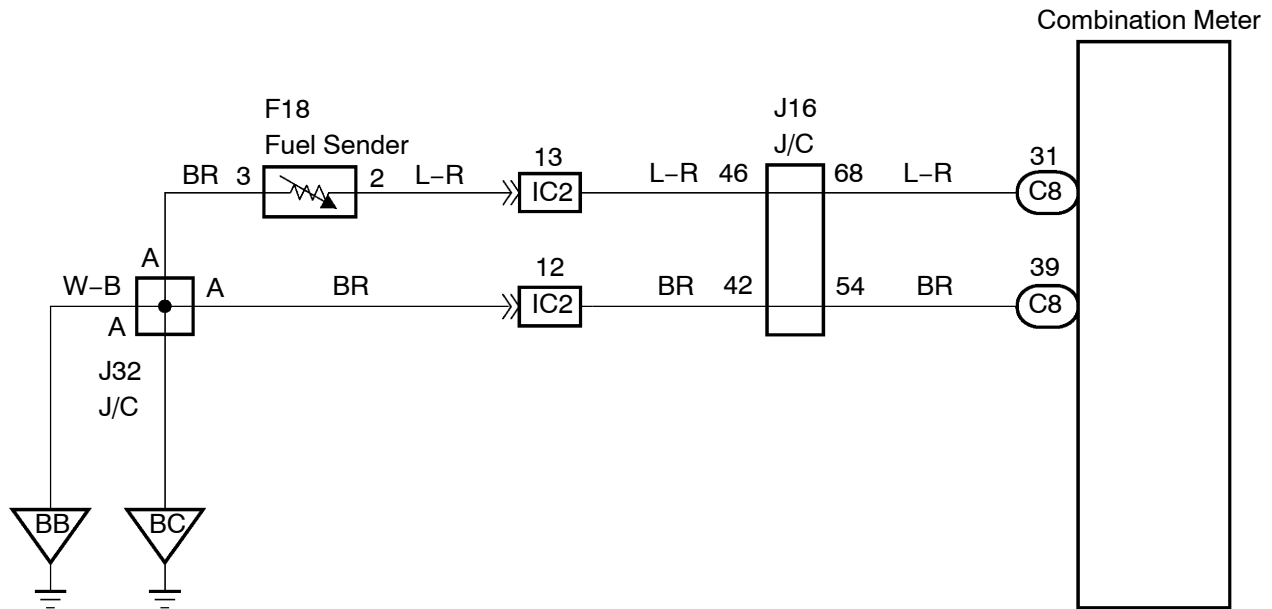 Combination Meter
F18
Fuel Sender
J16
J/C
BR 3 2 L−R 13 L−R 46 68 L−R 31
IC2 C8
A
W−B A BR 12 BR 42 54 BR 39
IC2 C8
A
J32
J/C
BB BC